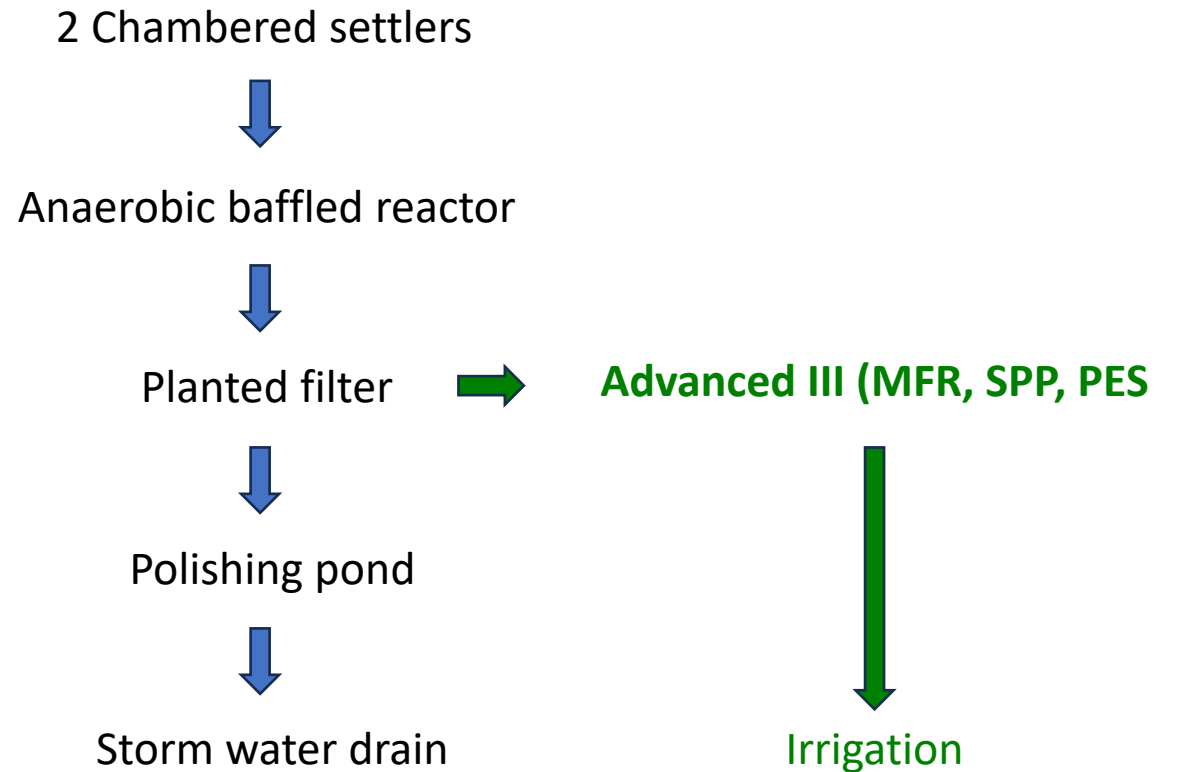 2 Chambered settlers
Anaerobic baffled reactor
Planted filter
Advanced III (MFR, SPP, PES
Polishing pond
Storm water drain
Irrigation